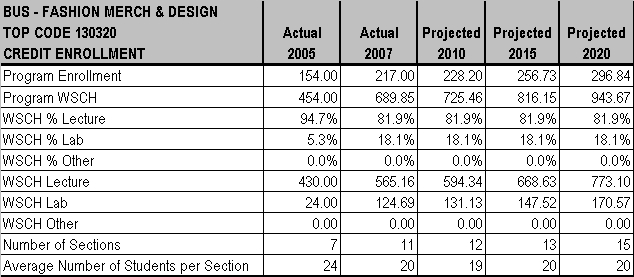 BUS - FASHION MERCH & DESIGN
TOP CODE 130320 Actual Actual Projected Projected Projected
CREDIT ENROLLMENT 2005 2007 2010 2015 2020
Program Enrollment 154.00 217.00 228.20 256.73 296.84
Program WSCH 454.00 689.85 725.46 816.15 943.67
WSCH % Lecture 94.7% 81.9% 81.9% 81.9% 81.9%
WSCH % Lab 5.3% 18.1% 18.1% 18.1% 18.1%
WSCH % Other 0.0% 0.0% 0.0% 0.0% 0.0%
WSCH Lecture 430.00 565.16 594.34 668.63 773.10
WSCH Lab 24.00 124.69 131.13 147.52 170.57
WSCH Other 0.00 0.00 0.00 0.00 0.00
Number of Sections 7 11 12 13 15
Average Number of Students per Section 24 20 19 20 20